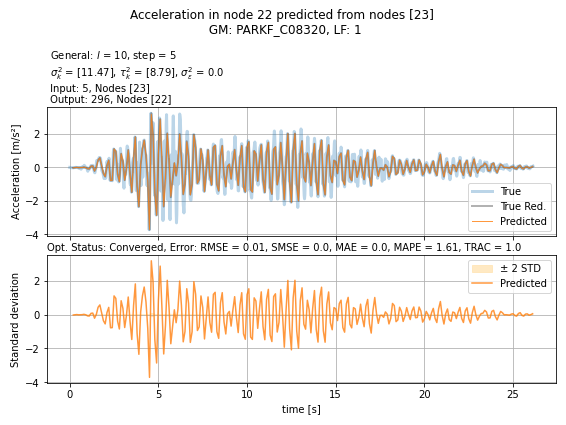 Acceleration in node 22 predicted from nodes [23]
GM: PARKF_C08320, LF: 1
General: l = 10, step = 5
σ²ₖ = [11.47], τ²ₖ = [8.79], σ²ε = 0.0
Input: 5, Nodes [23]
Output: 296, Nodes [22]
Acceleration [m/s²]
2
0
−2
−4
True
True Red.
Predicted
Opt. Status: Converged, Error: RMSE = 0.01, SMSE = 0.0, MAE = 0.0, MAPE = 1.61, TRAC = 1.0
Standard deviation
2
0
−2
−4
± 2 STD
Predicted
0 5 10 15 20 25
time [s]